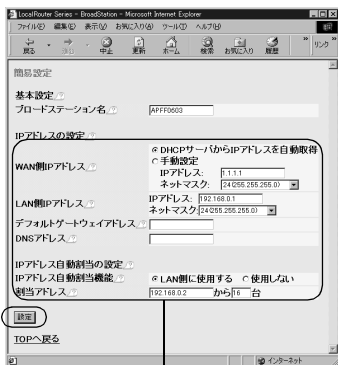 LocalRouter Series - BroadStation - Microsoft Internet Explorer
ファイル(F) 編集(E) 表示(V) お気に入り(A) ツール(T) ヘルプ(H)
戻る 進む 中止 更新 ホーム 検索 お気に入り 履歴 リンク
簡易設定
基本設定
ブロードステーション名 APFF0603
IPアドレスの設定
WAN側IPアドレス DHCPサーバからIPアドレスを自動取得
手動設定
IPアドレス: 1.1.1.1
ネットマスク: 24(255.255.255.0)
LAN側IPアドレス IPアドレス: 192.168.0.1
ネットマスク: 24(255.255.255.0)
デフォルトゲートウェイアドレス
DNSアドレス
IPアドレス自動割当の設定
IPアドレス自動割当機能 LAN側に使用する 使用しない
割当アドレス 192.168.0.2 から 16 台
設定
TOPへ戻る
インターネット